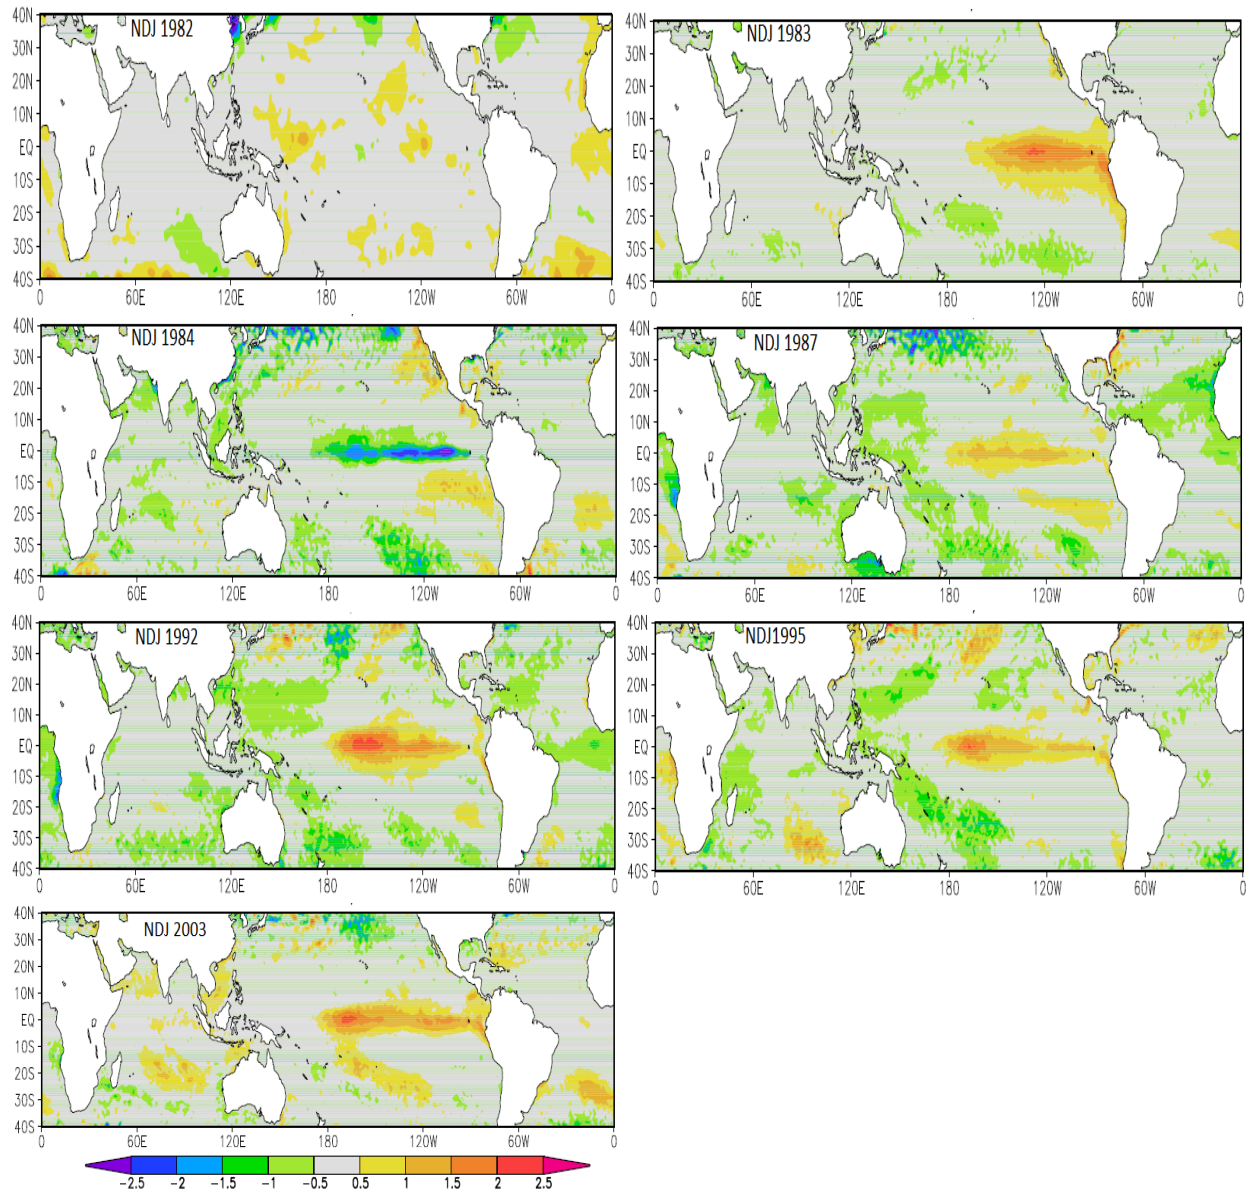 NDJ 1982
40N
30N
20N
10N
EQ
10S
20S
30S
40S
0 60E 120E 180 120W 60W 0
NDJ 1983
40N
30N
20N
10N
EQ
10S
20S
30S
40S
0 60E 120E 180 120W 60W 0
NDJ 1984
40N
30N
20N
10N
EQ
10S
20S
30S
40S
0 60E 120E 180 120W 60W 0
NDJ 1987
40N
30N
20N
10N
EQ
10S
20S
30S
40S
0 60E 120E 180 120W 60W 0
NDJ 1992
40N
30N
20N
10N
EQ
10S
20S
30S
40S
0 60E 120E 180 120W 60W
NDJ1995
40N
30N
20N
10N
EQ
10S
20S
30S
40S
0 60E 120E 180 120W 60W 0
NDJ 2003
40N
30N
20N
10N
EQ
10S
20S
30S
40S
0 60E 120E 180 120W 60W 0
-2.5 -2 -1.5 -1 -0.5 0.5 1 1.5 2 2.5